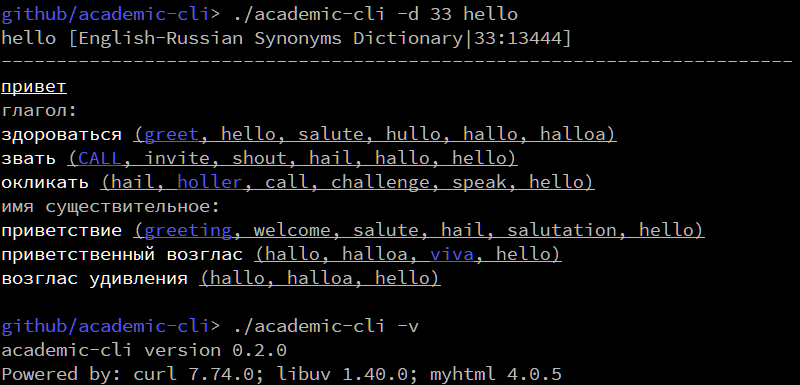 github/academic-cli> ./academic-cli -d 33 hello
hello [English-Russian Synonyms Dictionary|33:13444]
------------------------------------------------------------------------
привет
глагол:
здороваться (greet, hello, salute, hullo, hallo, halloa)
звать (CALL, invite, shout, hail, hallo, hello)
окликать (hail, holler, call, challenge, speak, hello)
имя существительное:
приветствие (greeting, welcome, salute, hail, salutation, hello)
приветственный возглас (hallo, halloa, viva, hello)
возглас удивления (hallo, halloa, hello)
github/academic-cli> ./academic-cli -v
academic-cli version 0.2.0
Powered by: curl 7.74.0; libuv 1.40.0; myhtml 4.0.5